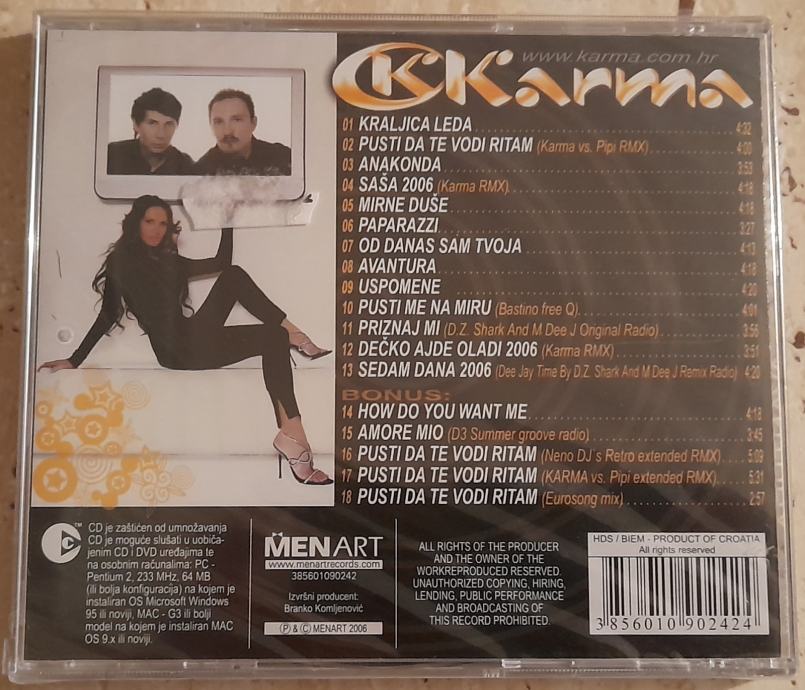 www.karma.com.hr
Karma
01 KRALJICA LEDA 4:32
02 PUSTI DA TE VODI RITAM (Karma vs. Pipi RMX) 4:00
03 ANAKONDA 3:53
04 SAŠA 2006 (Karma RMX) 4:18
05 MIRNE DUŠE 4:18
06 PAPARAZZI 3:27
07 OD DANAS SAM TVOJA 4:13
08 AVANTURA 4:18
09 USPOMENE 4:20
10 PUSTI ME NA MIRU (Bastino free Q) 4:01
11 PRIZNAJ MI (D.Z. Shark And M Dee J Original Radio) 3:56
12 DEČKO AJDE OLADI 2006 (Karma RMX) 3:51
13 SEDAM DANA 2006 (Dee Jay Time By D.Z. Shark And M Dee J Remix Radio) 4:20
BONUS:
14 HOW DO YOU WANT ME 4:18
15 AMORE MIO (D3 Summer groove radio) 3:45
16 PUSTI DA TE VODI RITAM (Neno DJ´s Retro extended RMX) 5:09
17 PUSTI DA TE VODI RITAM (KARMA vs. Pipi extended RMX) 5:31
18 PUSTI DA TE VODI RITAM (Eurosong mix) 2:57
CD je zaštićen od umnožavanja
CD je moguće slušati u uobiča-
jenim CD i DVD uređajima te
na osobnim računalima: PC -
Pentium 2, 233 MHz, 64 MB
(ili bolja konfiguracija) na kojem je
instaliran OS Microsoft Windows
95 ili noviji, MAC - G3 ili bolji
model na kojem je instaliran MAC
OS 9.x ili noviji.
MENART
www.menartrecords.com
385601090242
Izvršni producent:
Branko Komljenović
Ⓟ & © MENART 2006
ALL RIGHTS OF THE PRODUCER
AND THE OWNER OF THE
WORKREPRODUCED RESERVED.
UNAUTHORIZED COPYING, HIRING,
LENDING, PUBLIC PERFORMANCE
AND BROADCASTING OF
THIS RECORD PROHIBITED.
HDS / BIEM - PRODUCT OF CROATIA
All rights reserved
3 856010 902424